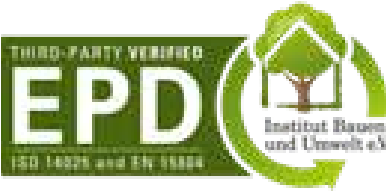 THIRD-PARTY VERIFIED
EPD
ISO 14025 and EN 15804
Institut Bauen
und Umwelt e.V.